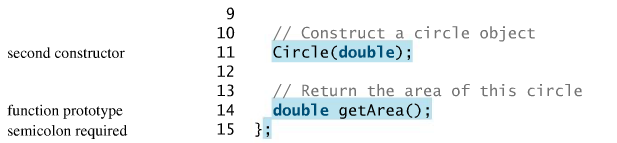 9
10 // Construct a circle object
second constructor 11 Circle(double);
12
13 // Return the area of this circle
function prototype 14 double getArea();
semicolon required 15 };